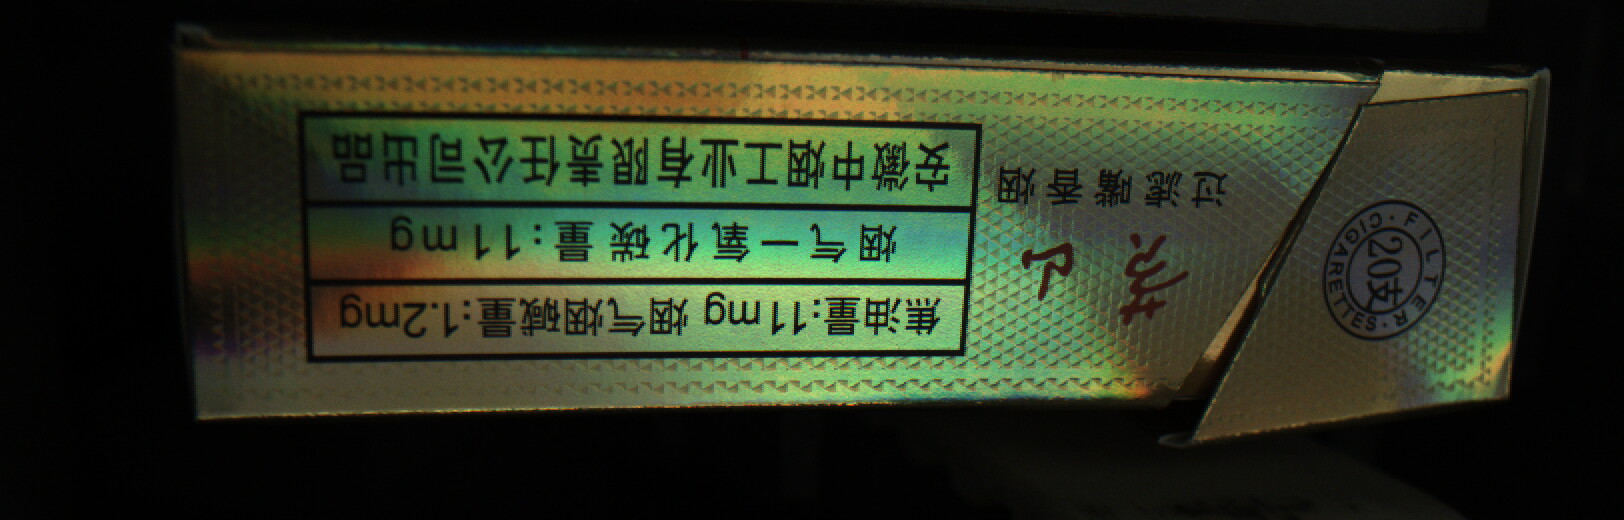 FILTER
CIGARETTES
20支
黄山
过滤嘴香烟
焦油量:11mg 烟气烟碱量:1.2mg
烟气一氧化碳量:11mg
安徽中烟工业有限责任公司出品